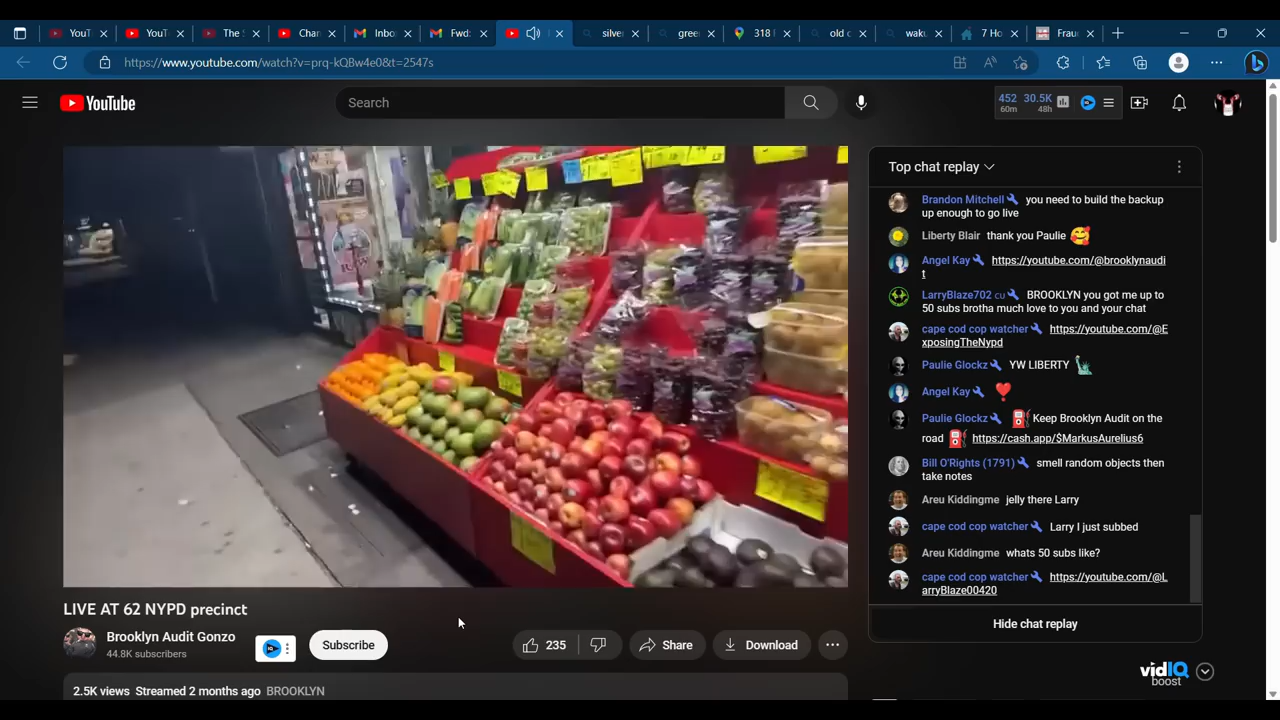 YouT
YouT
The S
Chan
Inbo
Fwd:
silver
green
318 F
old c
waku
7 Ho
Frau
https://www.youtube.com/watch?v=prq-kQBw4e0&t=2547s
YouTube
Search
452 30.5K
60m 48h
Top chat replay
Brandon Mitchell you need to build the backup
up enough to go live
Liberty Blair thank you Paulie
Angel Kay https://youtube.com/@brooklynaudi
t
LarryBlaze702 cu BROOKLYN you got me up to
50 subs brotha much love to you and your chat
cape cod cop watcher https://youtube.com/@E
xposingTheNypd
Paulie Glockz YW LIBERTY
Angel Kay
Paulie Glockz Keep Brooklyn Audit on the
road https://cash.app/$MarkusAurelius6
Bill O'Rights (1791) smell random objects then
take notes
Areu Kiddingme jelly there Larry
cape cod cop watcher Larry I just subbed
Areu Kiddingme whats 50 subs like?
cape cod cop watcher https://youtube.com/@L
arryBlaze00420
Hide chat replay
LIVE AT 62 NYPD precinct
Brooklyn Audit Gonzo
44.8K subscribers
Subscribe
235
Share
Download
vidIQ
boost
2.5K views Streamed 2 months ago BROOKLYN